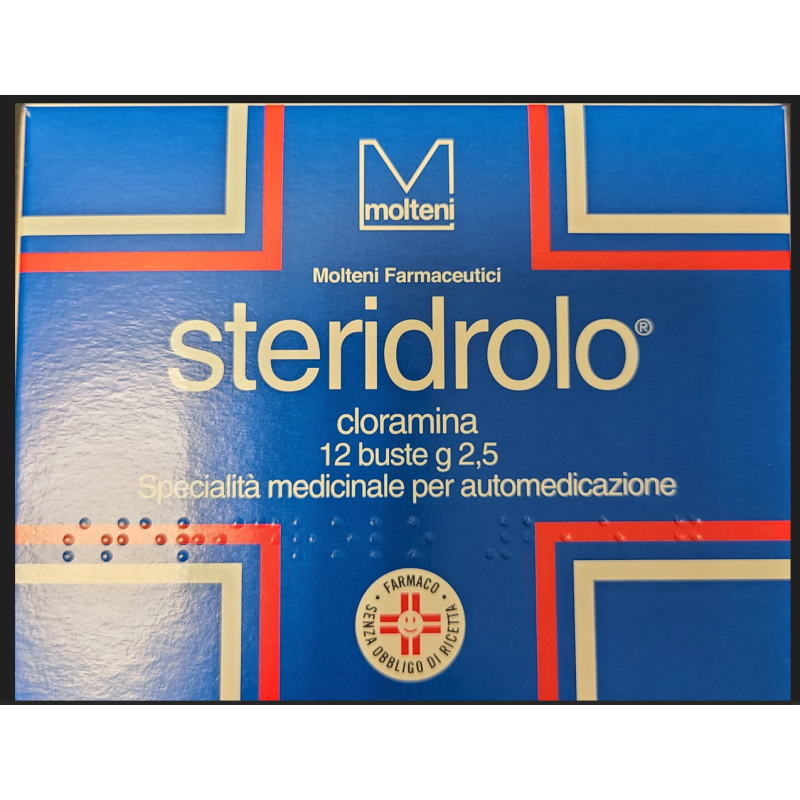 molteni
Molteni Farmaceutici
steridrolo®
cloramina
12 buste g 2,5
Specialità medicinale per automedicazione
• FARMACO •
SENZA OBBLIGO DI RICETTA